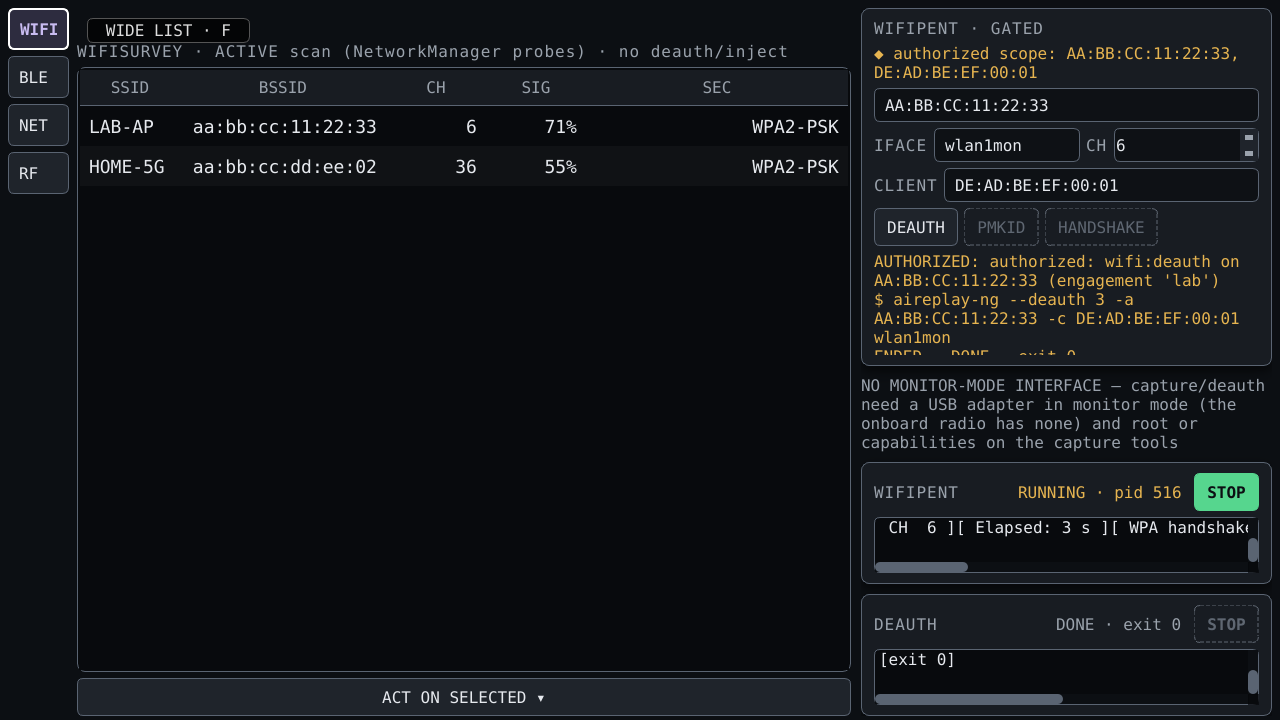 WIFI
BLE
NET
RF
WIDE LIST · F
WIFISURVEY · ACTIVE scan (NetworkManager probes) · no deauth/inject
SSID BSSID CH SIG SEC
LAB-AP aa:bb:cc:11:22:33 6 71% WPA2-PSK
HOME-5G aa:bb:cc:dd:ee:02 36 55% WPA2-PSK
ACT ON SELECTED ▾
WIFIPENT · GATED
◆ authorized scope: AA:BB:CC:11:22:33,
DE:AD:BE:EF:00:01
AA:BB:CC:11:22:33
IFACE wlan1mon CH 6
CLIENT DE:AD:BE:EF:00:01
DEAUTH PMKID HANDSHAKE
AUTHORIZED: authorized: wifi:deauth on
AA:BB:CC:11:22:33 (engagement 'lab')
$ aireplay-ng --deauth 3 -a
AA:BB:CC:11:22:33 -c DE:AD:BE:EF:00:01
wlan1mon
ENDED DONE exit 0
NO MONITOR-MODE INTERFACE — capture/deauth
need a USB adapter in monitor mode (the
onboard radio has none) and root or
capabilities on the capture tools
WIFIPENT RUNNING · pid 516 STOP
CH 6 ][ Elapsed: 3 s ][ WPA handshake
DEAUTH DONE · exit 0 STOP
[exit 0]